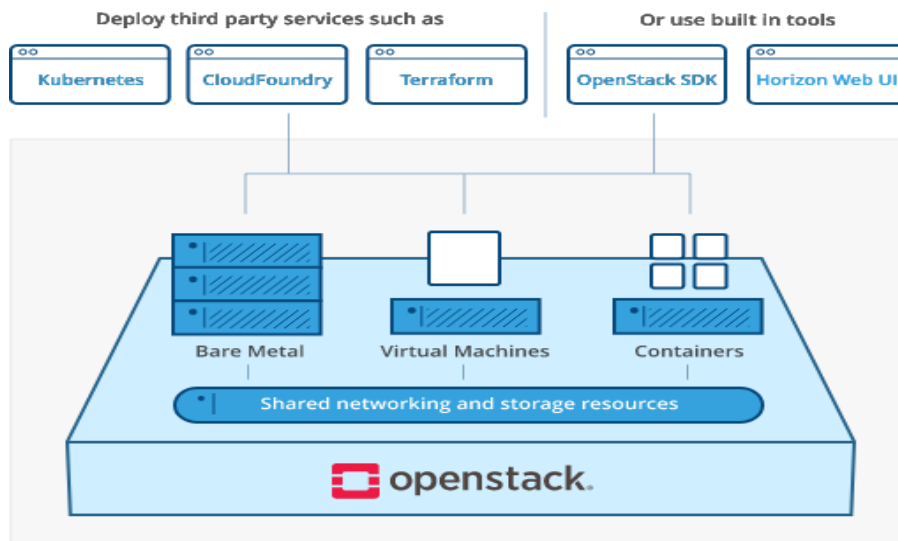 Deploy third party services such as
Or use built in tools
Kubernetes
CloudFoundry
Terraform
OpenStack SDK
Horizon Web UI
Bare Metal
Virtual Machines
Containers
Shared networking and storage resources
openstack.